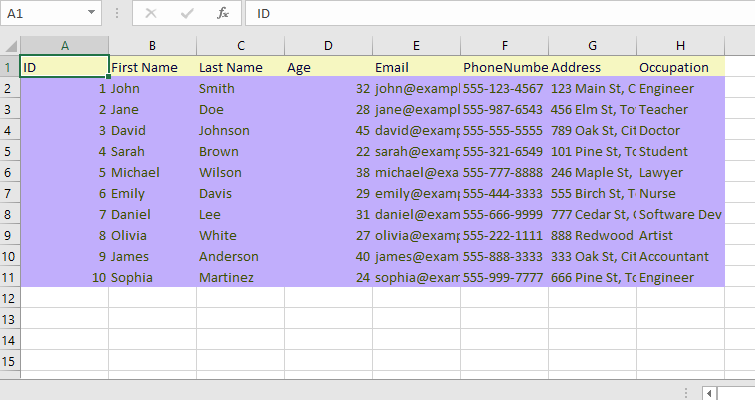 A1 fx ID
A B C D E F G H
1 ID First Name Last Name Age Email PhoneNumbe Address Occupation
2 1 John Smith 32 john@exampl 555-123-4567 123 Main St, C Engineer
3 2 Jane Doe 28 jane@exampl 555-987-6543 456 Elm St, To Teacher
4 3 David Johnson 45 david@examp 555-555-5555 789 Oak St, Cit Doctor
5 4 Sarah Brown 22 sarah@examp 555-321-6549 101 Pine St, To Student
6 5 Michael Wilson 38 michael@exa 555-777-8888 246 Maple St, Lawyer
7 6 Emily Davis 29 emily@examp 555-444-3333 555 Birch St, T Nurse
8 7 Daniel Lee 31 daniel@exam 555-666-9999 777 Cedar St, Software Dev
9 8 Olivia White 27 olivia@examp 555-222-1111 888 Redwood Artist
10 9 James Anderson 40 james@exam 555-888-3333 333 Oak St, Cit Accountant
11 10 Sophia Martinez 24 sophia@exam 555-999-7777 666 Pine St, To Engineer
12
13
14
15